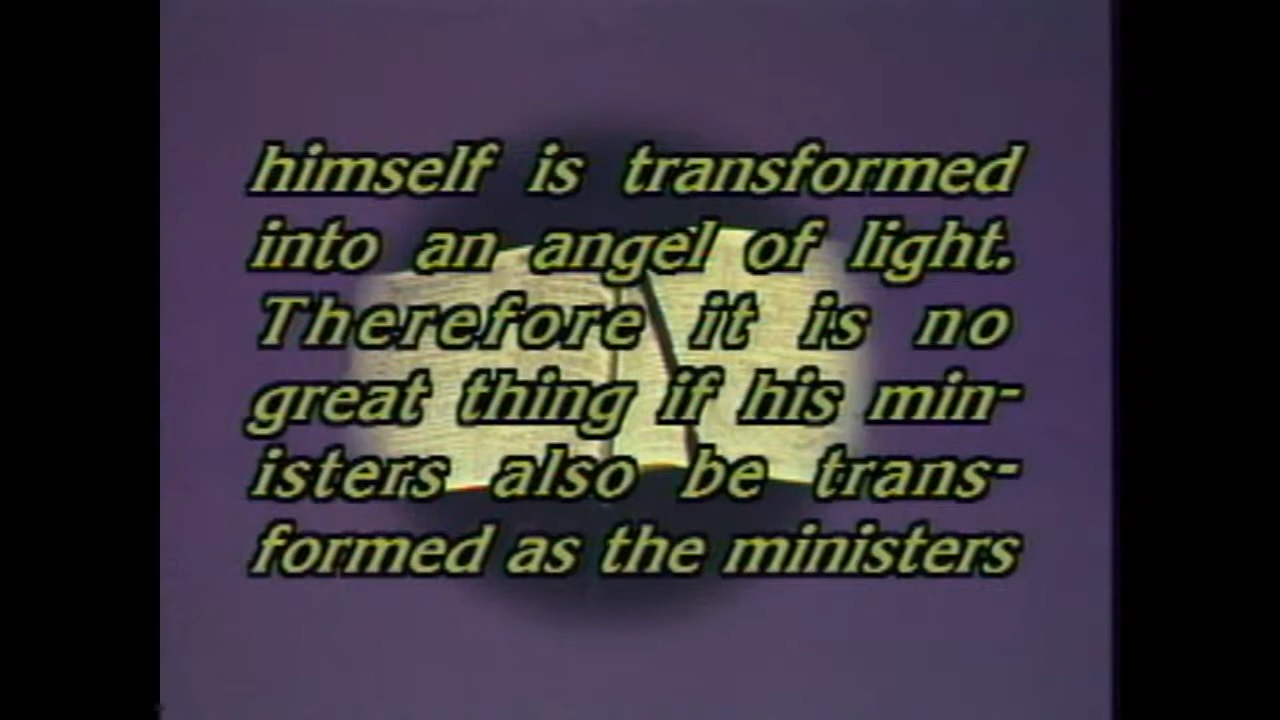 himself is transformed
into an angel of light.
Therefore it is no
great thing if his min-
isters also be trans-
formed as the ministers